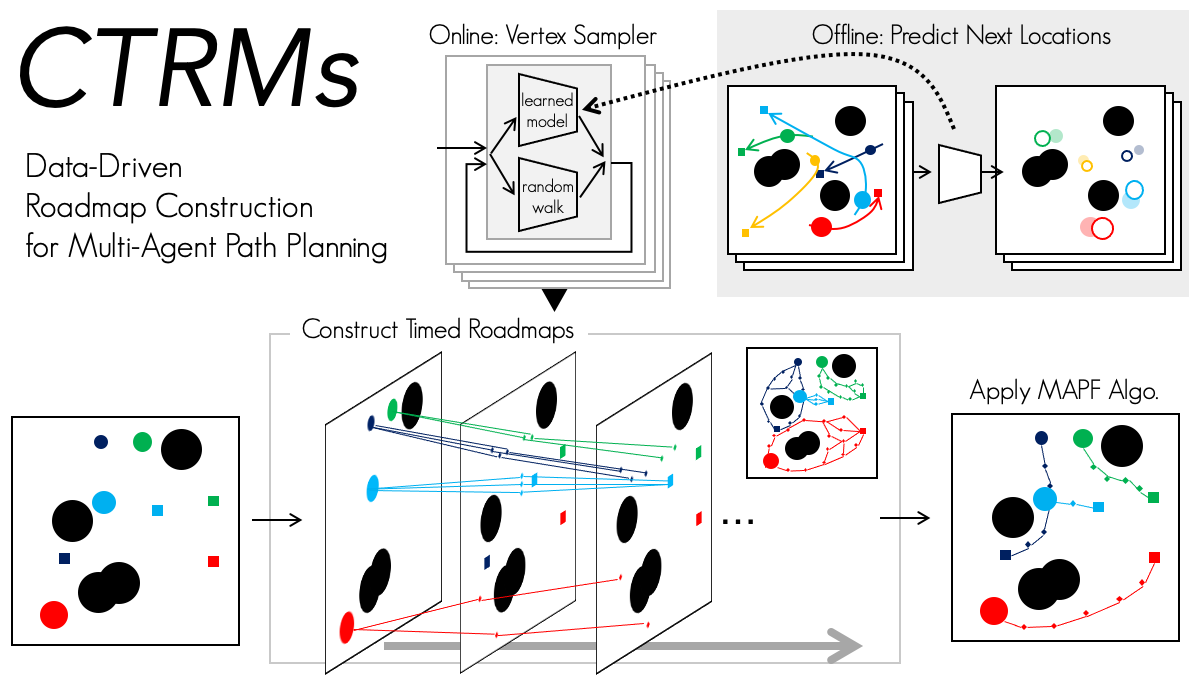 CTRMs
Data-Driven
Roadmap Construction
for Multi-Agent Path Planning
Online: Vertex Sampler
learned
model
random
walk
Offline: Predict Next Locations
Construct Timed Roadmaps
...
Apply MAPF Algo.